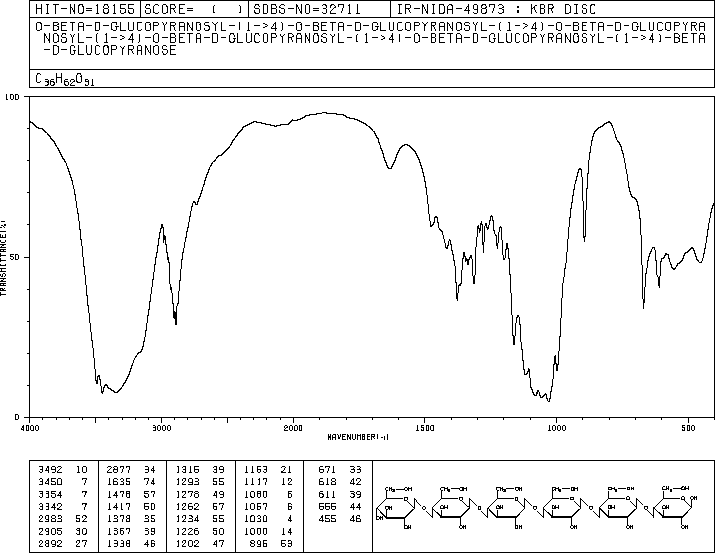 HIT-NO=18155 SCORE= ( ) SDBS-NO=32711 IR-NIDA-49873 : KBR DISC
O-BETA-D-GLUCOPYRANOSYL-(1->4)-O-BETA-D-GLUCOPYRANOSYL-(1->4)-O-BETA-D-GLUCOPYRA
NOSYL-(1->4)-O-BETA-D-GLUCOPYRANOSYL-(1->4)-O-BETA-D-GLUCOPYRANOSYL-(1->4)-BETA
-D-GLUCOPYRANOSE
C36H62O31
100
50
0
TRANSMITTANCE(%)
4000 3000 2000 1500 1000 500
WAVENUMBER(-1)
3492 10 2877 34 1316 39 1163 21 671 33
3450 7 1635 74 1293 55 1117 12 618 42
3354 7 1478 57 1278 49 1080 6 611 39
3342 7 1417 60 1262 57 1067 6 566 44
2983 52 1378 35 1234 55 1030 4 455 46
2905 30 1367 39 1226 50 1000 14
2892 27 1338 46 1202 47 896 53